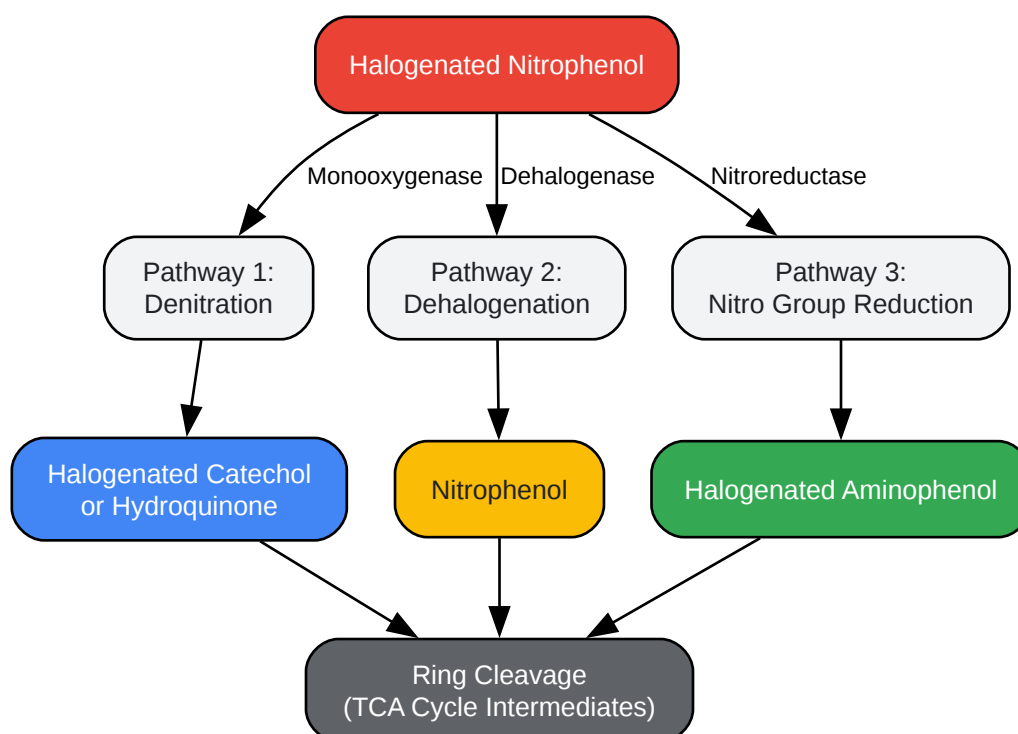 Halogenated Nitrophenol
Monooxygenase
Dehalogenase
Nitroreductase
Pathway 1:
Denitration
Pathway 2:
Dehalogenation
Pathway 3:
Nitro Group Reduction
Halogenated Catechol
or Hydroquinone
Nitrophenol
Halogenated Aminophenol
Ring Cleavage
(TCA Cycle Intermediates)